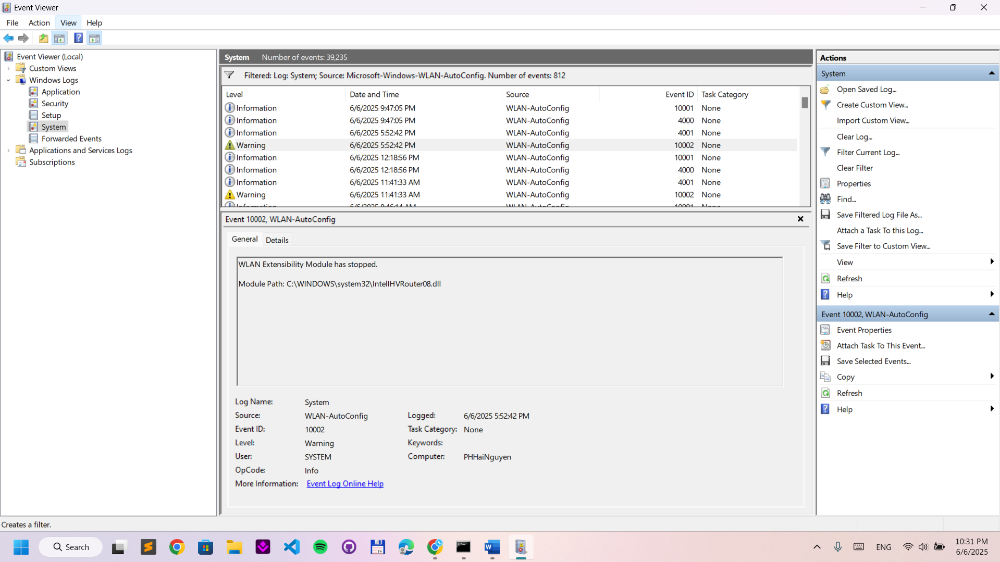 Event Viewer
File Action View Help
Event Viewer (Local)
Custom Views
Windows Logs
Application
Security
Setup
System
Forwarded Events
Applications and Services Logs
Subscriptions
System Number of events: 39,235
Filtered: Log: System; Source: Microsoft-Windows-WLAN-AutoConfig. Number of events: 812
Level Date and Time Source Event ID Task Category
Information 6/6/2025 9:47:05 PM WLAN-AutoConfig 10001 None
Information 6/6/2025 9:47:05 PM WLAN-AutoConfig 4000 None
Information 6/6/2025 5:52:42 PM WLAN-AutoConfig 4001 None
Warning 6/6/2025 5:52:42 PM WLAN-AutoConfig 10002 None
Information 6/6/2025 12:18:56 PM WLAN-AutoConfig 10001 None
Information 6/6/2025 12:18:56 PM WLAN-AutoConfig 4000 None
Information 6/6/2025 11:41:33 AM WLAN-AutoConfig 4001 None
Warning 6/6/2025 11:41:33 AM WLAN-AutoConfig 10002 None
Information 6/6/2025 8:46:14 AM WLAN-AutoConfig 10001 None
Event 10002, WLAN-AutoConfig
General Details
WLAN Extensibility Module has stopped.
Module Path: C:\WINDOWS\system32\IntelIHVRouter08.dll
Log Name: System
Source: WLAN-AutoConfig Logged: 6/6/2025 5:52:42 PM
Event ID: 10002 Task Category: None
Level: Warning Keywords:
User: SYSTEM Computer: PHHaiNguyen
OpCode: Info
More Information: Event Log Online Help
Actions
System
Open Saved Log...
Create Custom View...
Import Custom View...
Clear Log...
Filter Current Log...
Clear Filter
Properties
Find...
Save Filtered Log File As...
Attach a Task To this Log...
Save Filter to Custom View...
View
Refresh
Help
Event 10002, WLAN-AutoConfig
Event Properties
Attach Task To This Event...
Save Selected Events...
Copy
Refresh
Help
Creates a filter.
Search
ENG
10:31 PM
6/6/2025